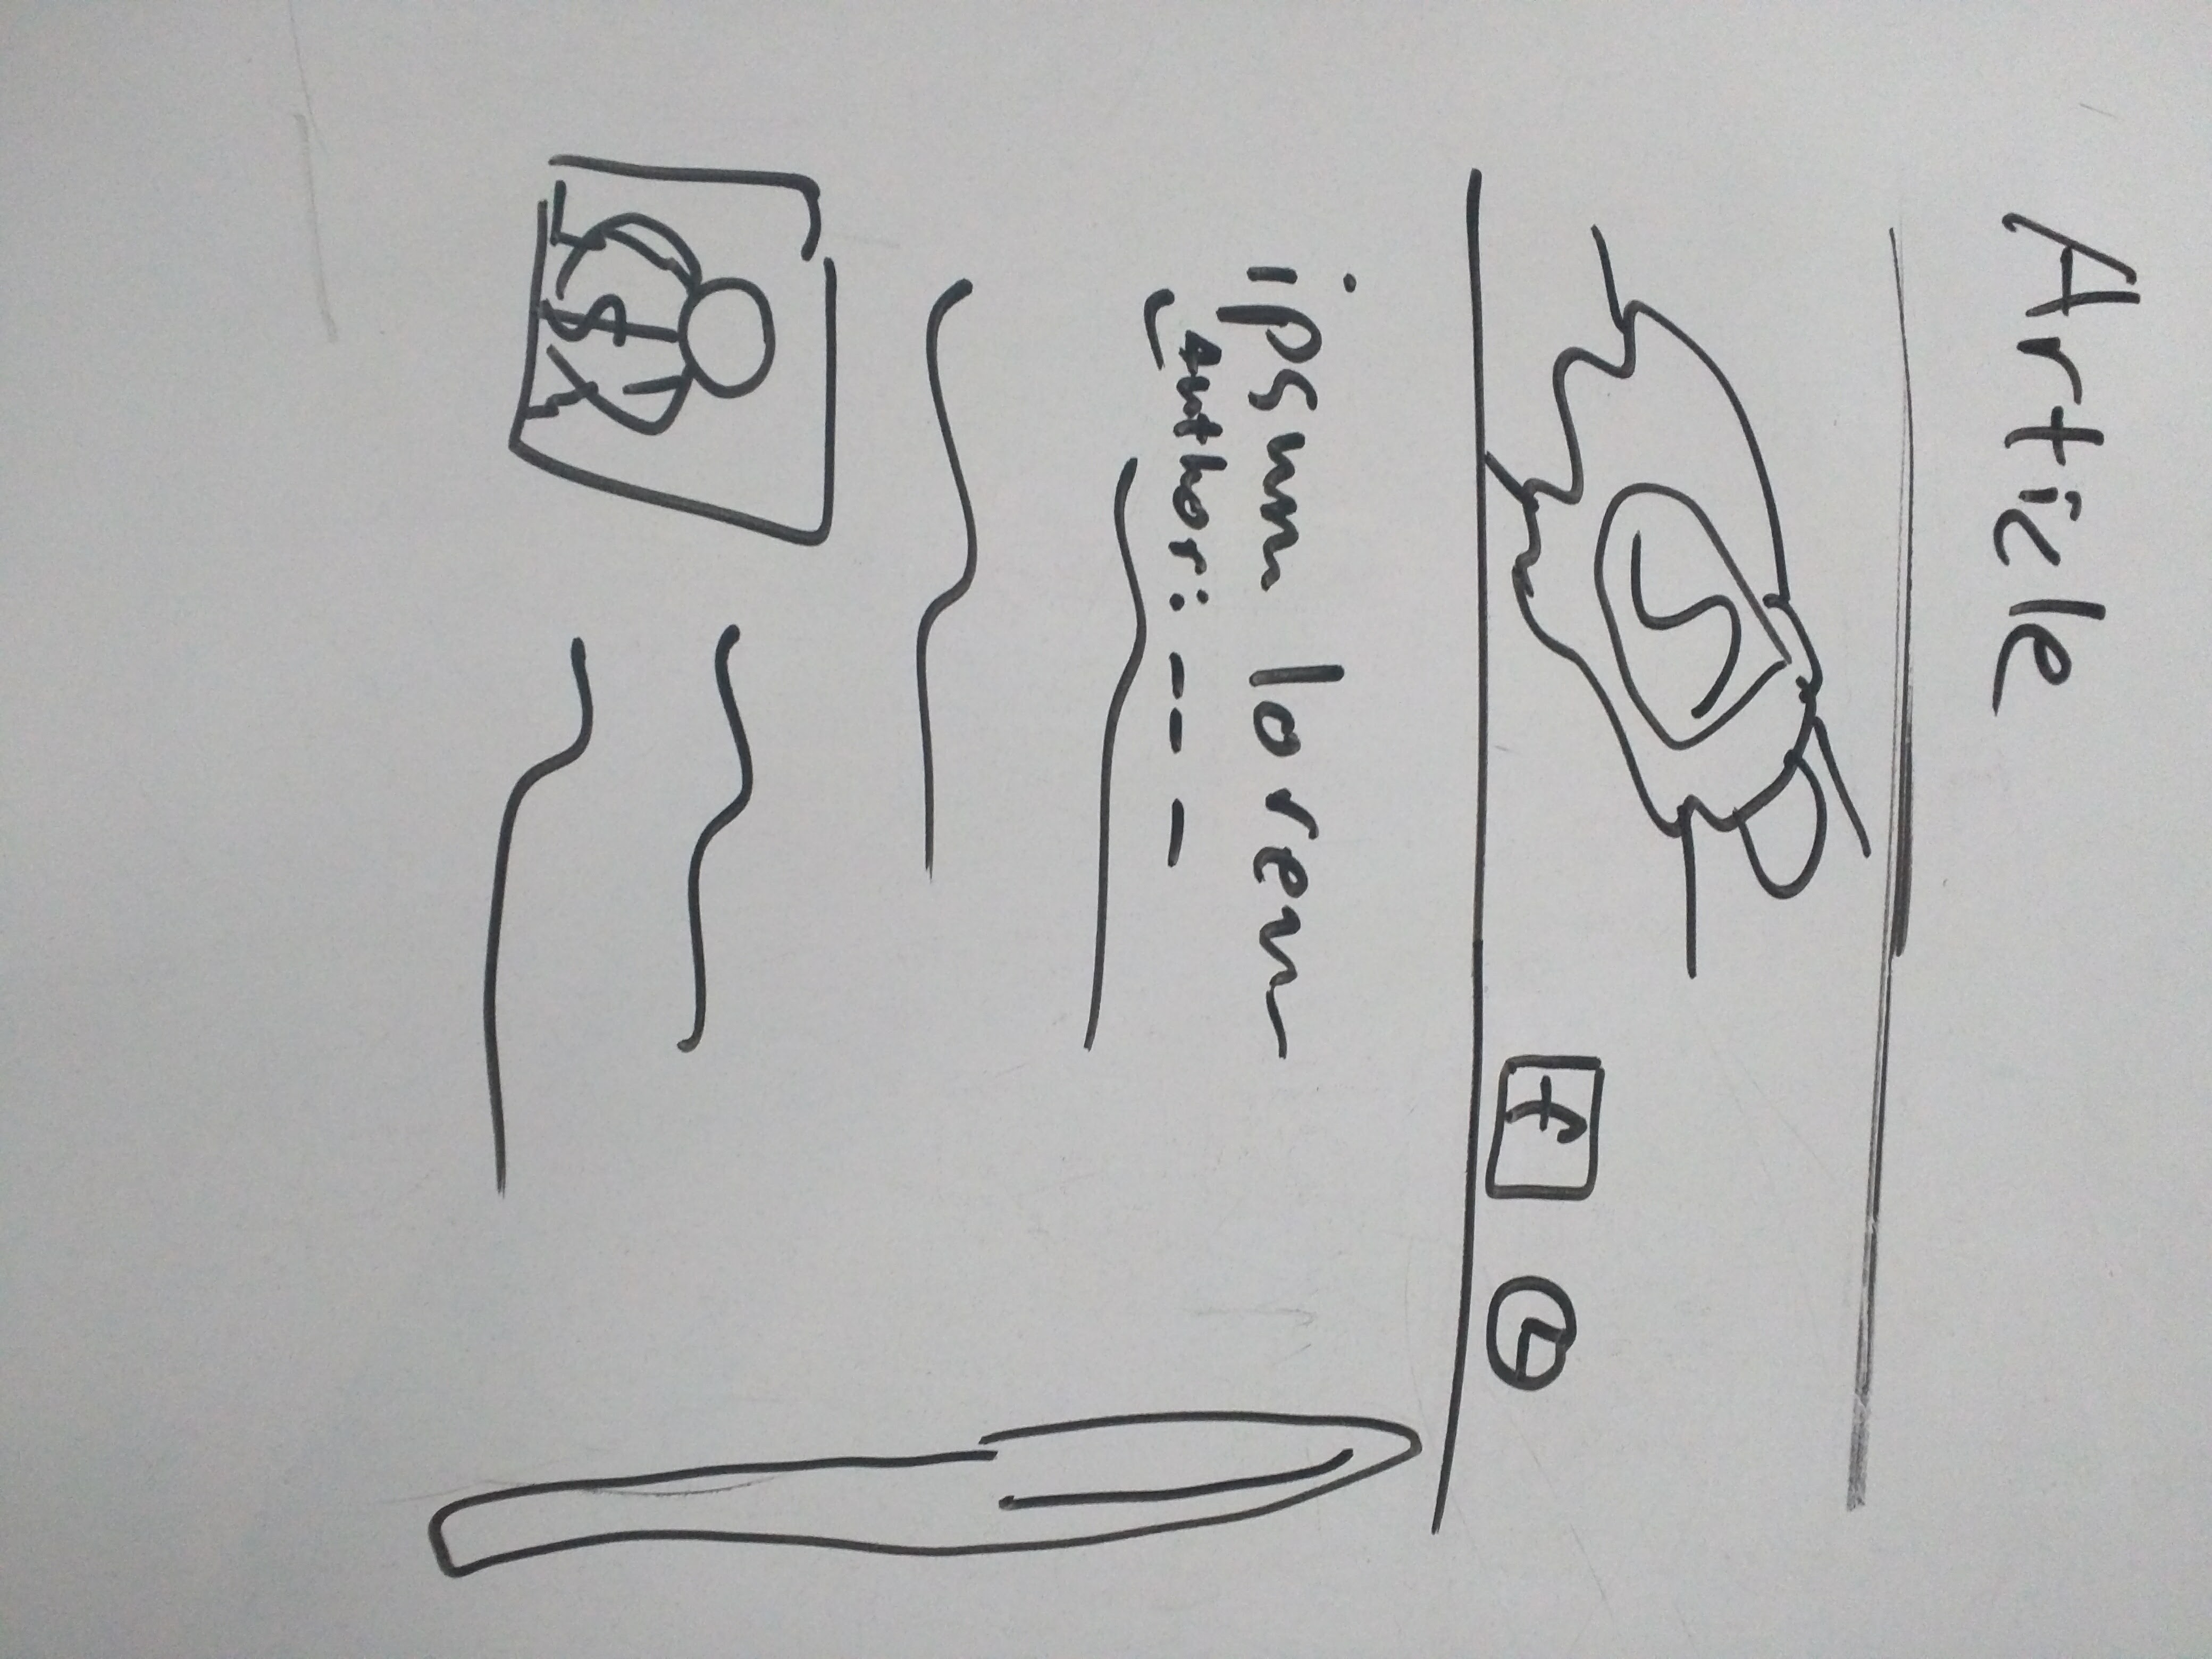 Article
S
f
t
ipsum lorem
Author: ---
S